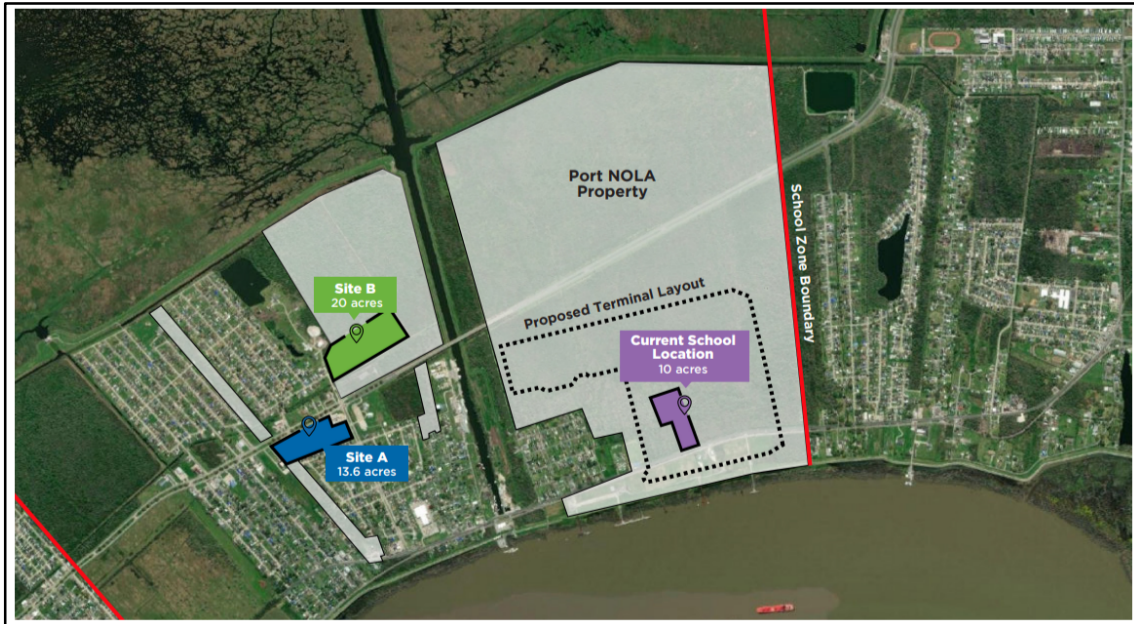 Port NOLA
Property
School Zone Boundary
Site B
20 acres
Proposed Terminal Layout
Current School
Location
10 acres
Site A
13.6 acres